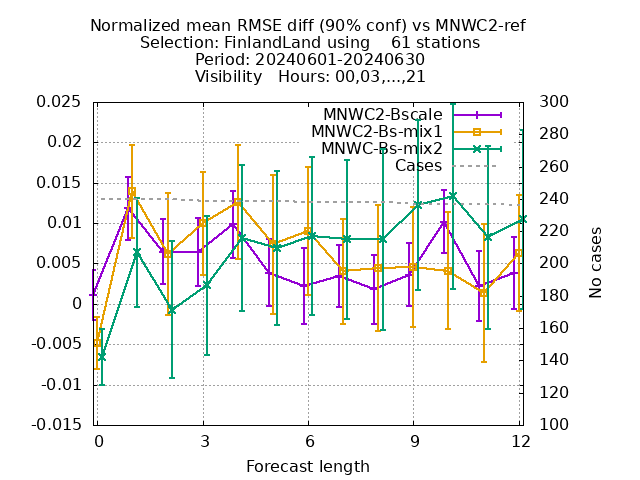 Normalized mean RMSE diff (90% conf) vs MNWC2-ref
Selection: FinlandLand using    61 stations
Period: 20240601-20240630
Visibility   Hours: 00,03,...,21
MNWC2-Bscale
MNWC2-Bs-mix1
MNWC-Bs-mix2
Cases
0.025
0.02
0.015
0.01
0.005
0
-0.005
-0.01
-0.015
300
280
260
240
220
200
180
160
140
120
100
No cases
0 3 6 9 12
Forecast length